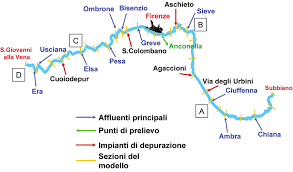 Ombrone
Bisenzio
Firenze
Aschieto
Sieve
B
C
Usciana
S.Giovanni
alla Vena
D
Era
Cuoiodepur
Elsa
Pesa
Greve
S.Colombano
Anconella
Agaccioni
Via degli Urbini
Ciuffenna
Subbiano
A
Ambra
Chiana
Affluenti principali
Punti di prelievo
Impianti di depurazione
Sezioni del
modello